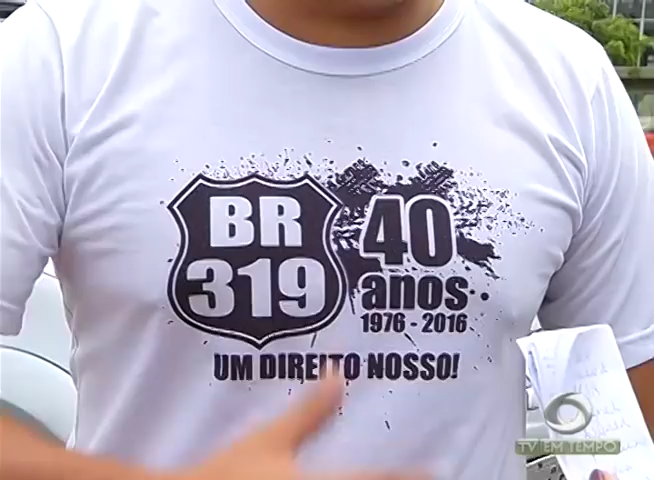 BR
319
40
anos
1976 - 2016
UM DIREITO NOSSO!
TV EM TEMPO